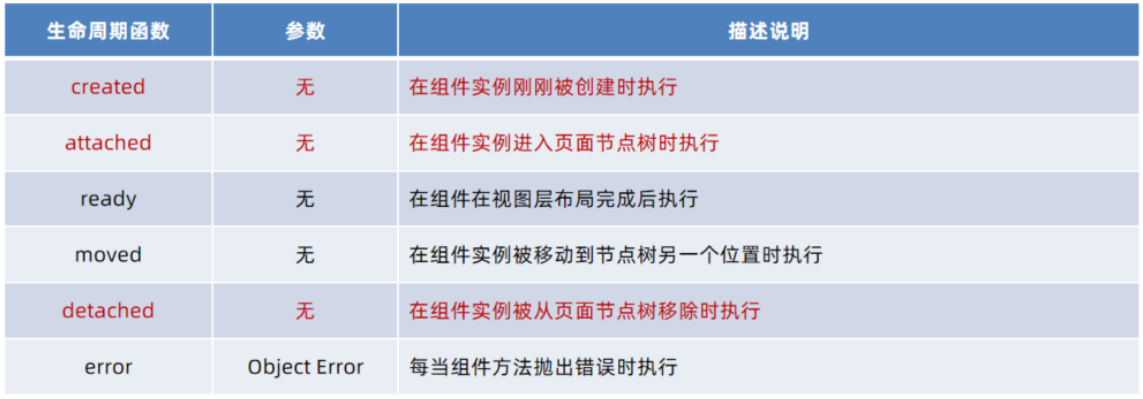 生命周期函数 参数 描述说明
created 无 在组件实例刚刚被创建时执行
attached 无 在组件实例进入页面节点树时执行
ready 无 在组件在视图层布局完成后执行
moved 无 在组件实例被移动到节点树另一个位置时执行
detached 无 在组件实例被从页面节点树移除时执行
error Object Error 每当组件方法抛出错误时执行